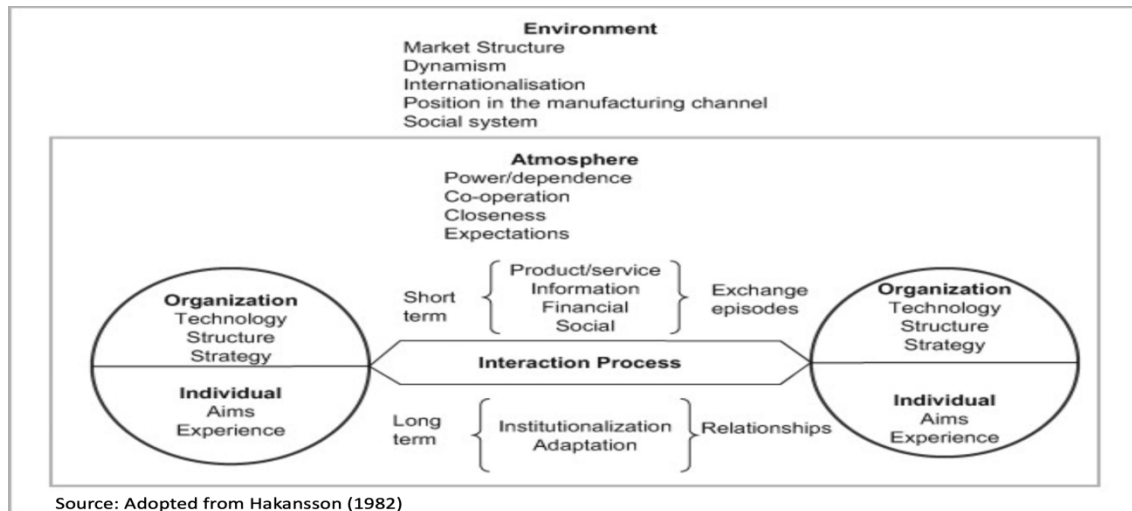 Environment
Market Structure
Dynamism
Internationalisation
Position in the manufacturing channel
Social system
Atmosphere
Power/dependence
Co-operation
Closeness
Expectations
Organization
Technology
Structure
Strategy
Individual
Aims
Experience
Short
term
Product/service
Information
Financial
Social
Exchange
episodes
Interaction Process
Long
term
Institutionalization
Adaptation
Relationships
Organization
Technology
Structure
Strategy
Individual
Aims
Experience
Source: Adopted from Hakansson (1982)